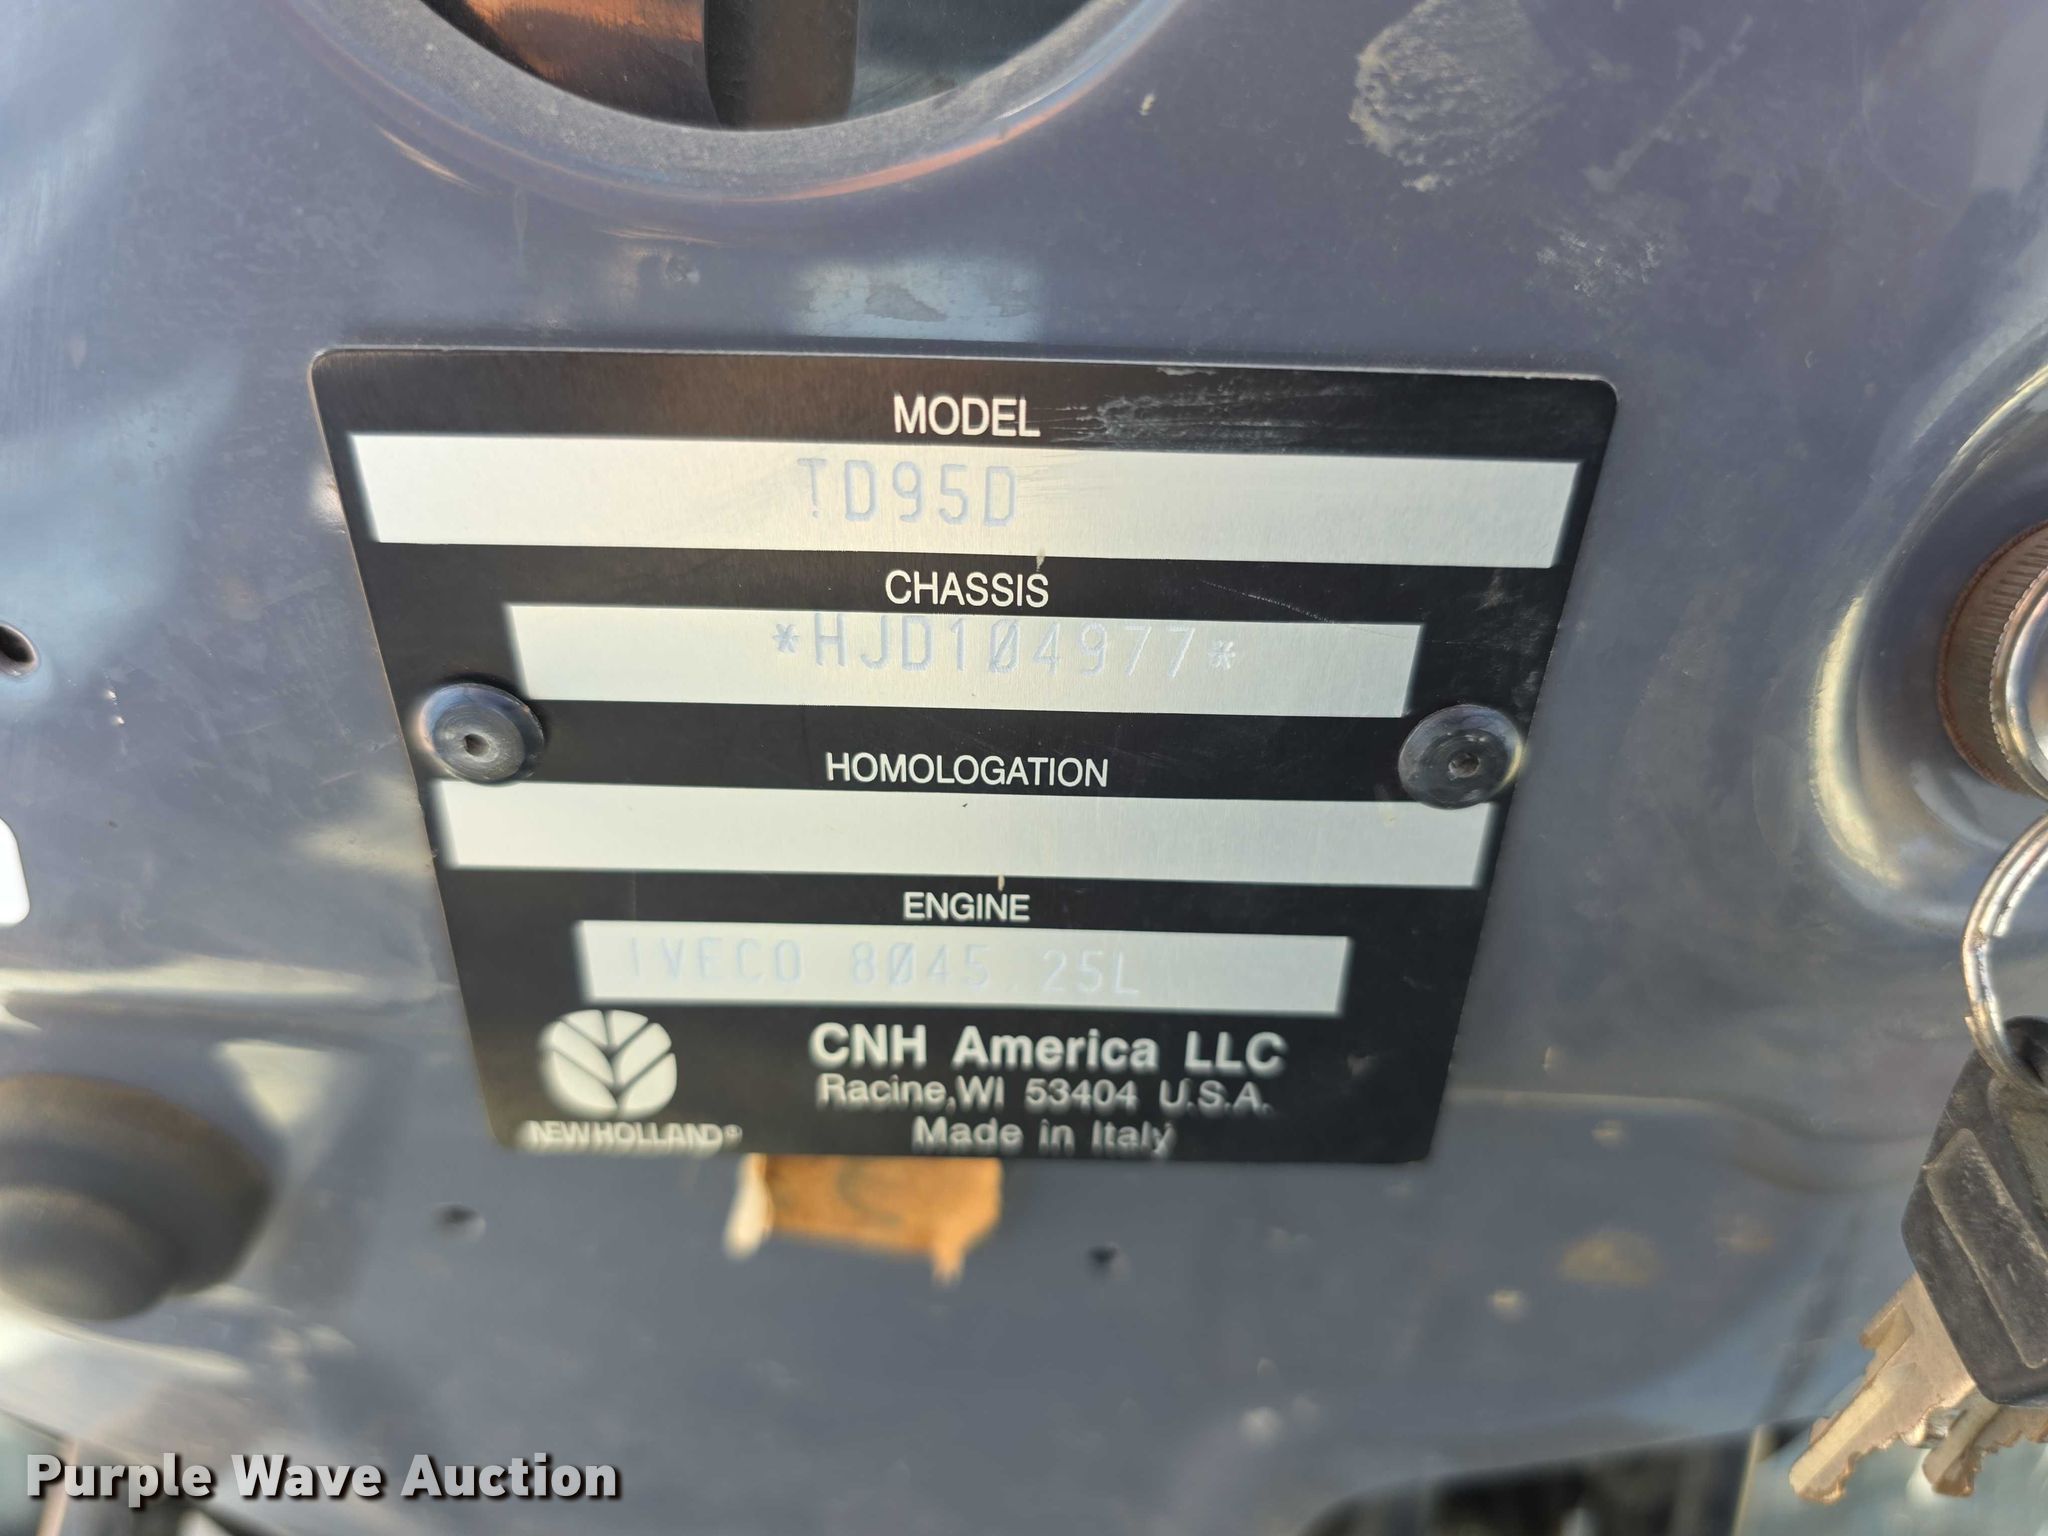 MODEL
TD95D
CHASSIS
*HJD104977*
HOMOLOGATION
ENGINE
IVECO 8045.25L
CNH America LLC
Racine,WI 53404 U.S.A.
NEW HOLLAND®
Made in Italy
Purple Wave Auction